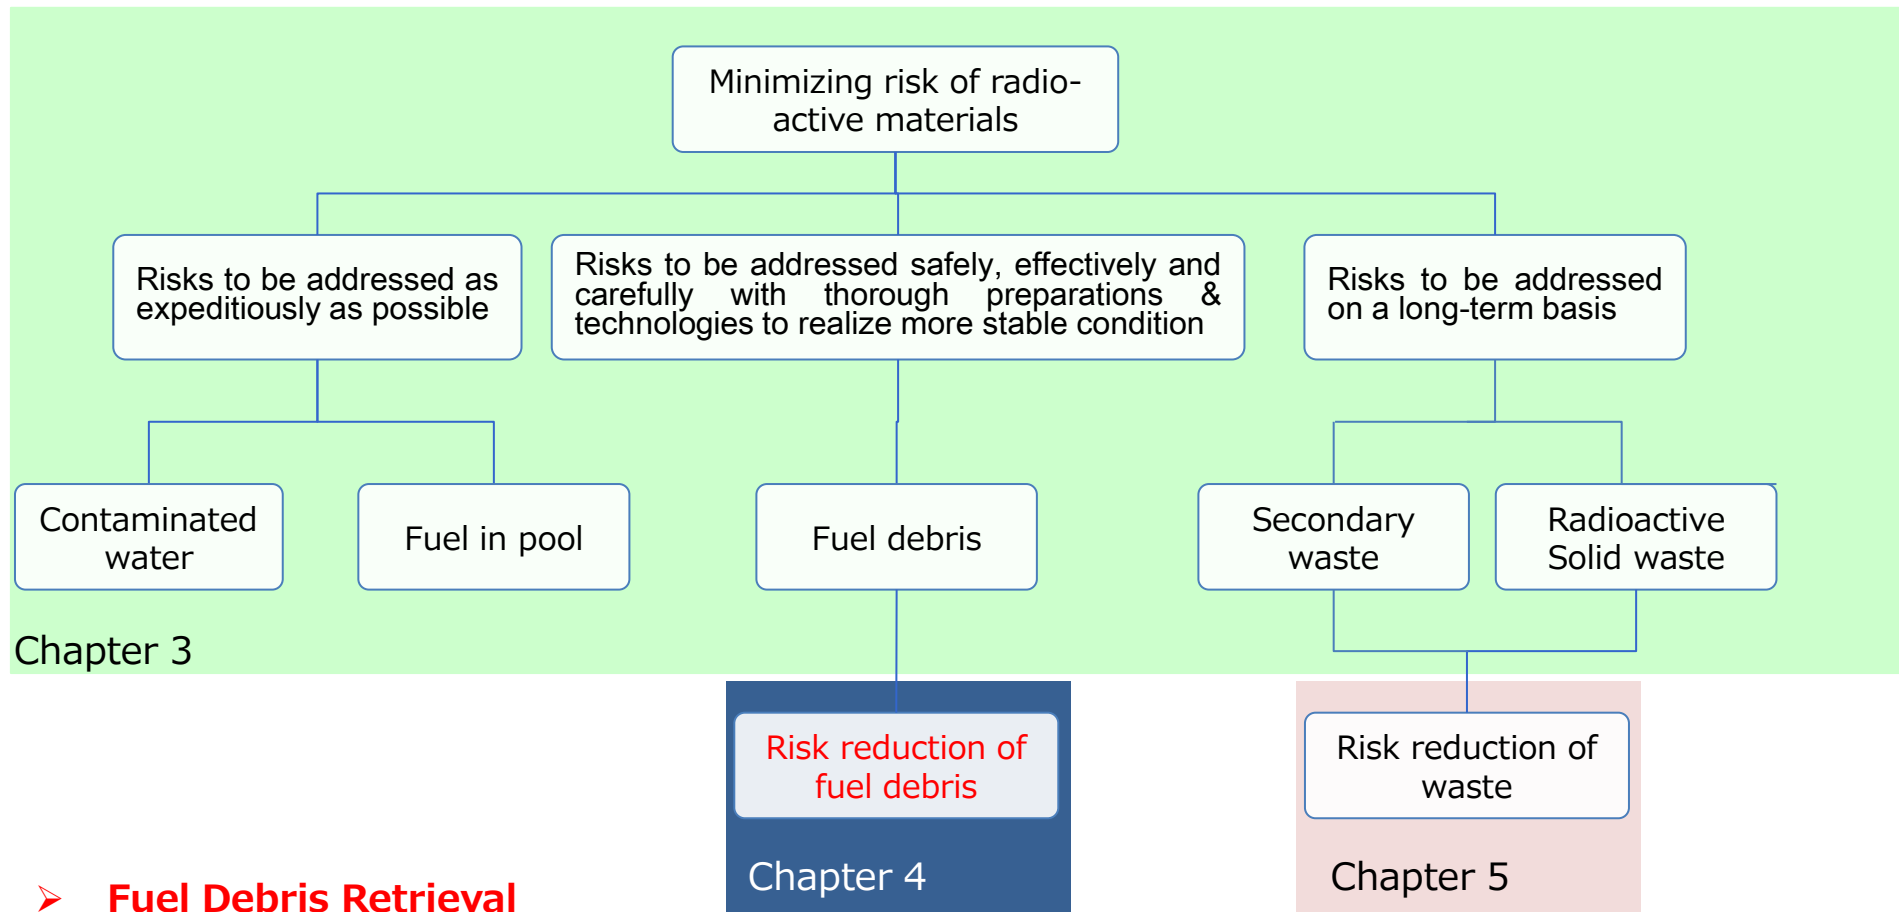 Minimizing risk of radio-
active materials
Risks to be addressed as
expeditiously as possible
Risks to be addressed safely, effectively and
carefully with thorough preparations &
technologies to realize more stable condition
Risks to be addressed
on a long-term basis
Contaminated
water
Fuel in pool
Fuel debris
Secondary
waste
Radioactive
Solid waste
Chapter 3
Risk reduction of
fuel debris
Risk reduction of
waste
Chapter 4
Chapter 5
➢ Fuel Debris Retrieval